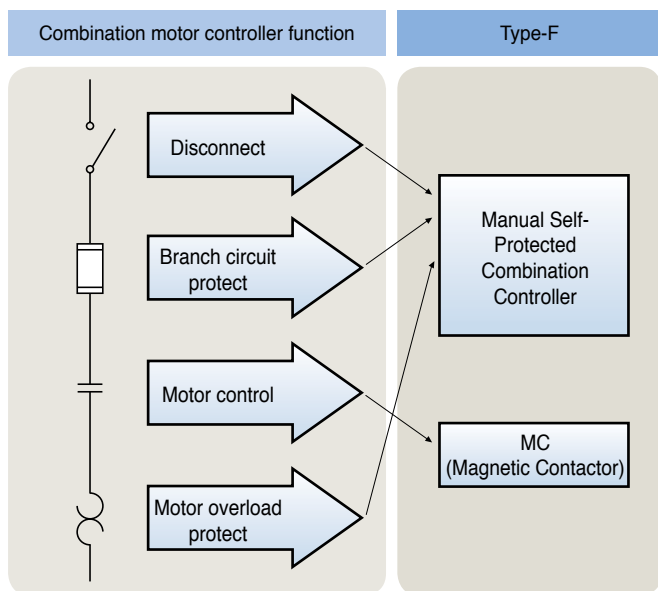 Combination motor controller function
Type-F
Disconnect
Branch circuit
protect
Motor control
Motor overload
protect
Manual Self-
Protected
Combination
Controller
MC
(Magnetic Contactor)